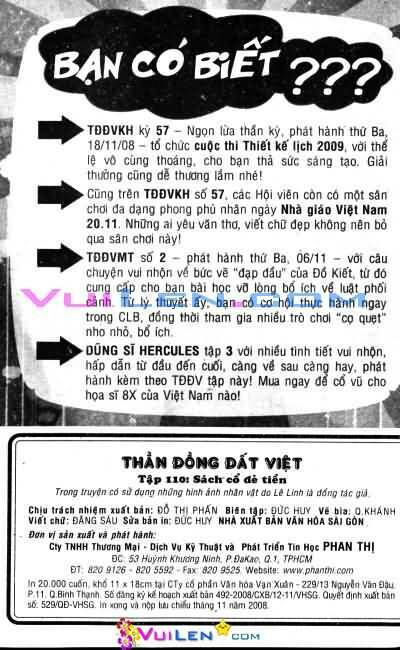 BẠN CÓ BIẾT ???
TĐĐVKH kỳ 57 – Ngọn lửa thần kỳ, phát hành thứ Ba,
18/11/08 – tổ chức cuộc thi Thiết kế lịch 2009, với thể
lệ vô cùng thoáng, cho bạn thả sức sáng tạo. Giải
thưởng cũng dễ thương lắm nhé!
Cũng trên TĐĐVKH số 57, các Hội viên còn có một sân
chơi đa dạng phong phú nhân ngày Nhà giáo Việt Nam
20.11. Những ai yêu văn thơ, viết chữ đẹp không nên bỏ
qua sân chơi này!
TĐĐVMT số 2 – phát hành thứ Ba, 06/11 – với câu
chuyện vui nhộn về bức vẽ "đạp đầu" của Đồ Kiết, từ đó
cung cấp cho bạn bài học vỡ lòng bổ ích về luật phối
cảnh. Từ lý thuyết ấy, bạn có cơ hội thực hành ngay
trong CLB, đồng thời tham gia nhiều trò chơi "cọ quẹt"
nho nhỏ, bổ ích.
DŨNG SĨ HERCULES tập 3 với nhiều tình tiết vui nhộn,
hấp dẫn từ đầu đến cuối, càng về sau càng hay, phát
hành kèm theo TĐĐV tập này! Mua ngay để cổ vũ cho
họa sĩ 8X của Việt Nam nào!
VUILEN.COM
THẦN ĐỒNG ĐẤT VIỆT
Tập 110: Sách cổ đè tiền
Trong truyện có sử dụng những hình ảnh nhân vật do Lê Linh là đồng tác giả.
Chịu trách nhiệm xuất bản: ĐỖ THỊ PHẤN Biên tập: ĐỨC HUY Vẽ bìa: Q.KHÁNH
Viết chữ: ĐĂNG SÁU Sửa bản in: ĐỨC HUY NHÀ XUẤT BẢN VĂN HÓA SÀI GÒN
Đơn vị sản xuất và phát hành:
Cty TNHH Thương Mại - Dịch Vụ Kỹ Thuật và Phát Triển Tin Học PHAN THỊ
ĐC: 53 Huỳnh Khương Ninh, P.ĐaKao, Q.1, TPHCM
ĐT: 820 9126 - 820 5592 - Fax: 820 9525. Website: www.phanthi.com
In 20.000 cuốn, khổ 11 x 18cm tại CTy cổ phần Văn hóa Vạn Xuân - 229/13 Nguyễn Văn Đậu,
P.11, Q.Bình Thạnh. Số đăng ký kế hoạch xuất bản 492-2008/CXB/12-11/VHSG. Quyết định xuất bản
số: 529/QĐ-VHSG. In xong và nộp lưu chiểu tháng 11 năm 2008.
VUILEN.COM